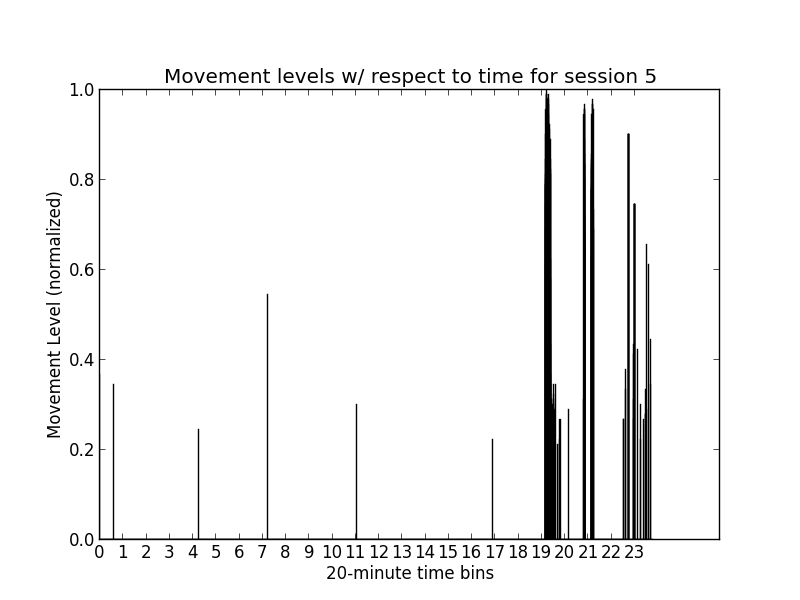 Movement levels w/ respect to time for session 5
Movement Level (normalized)
1.0
0.8
0.6
0.4
0.2
0.0
0 1 2 3 4 5 6 7 8 9 10 11 12 13 14 15 16 17 18 19 20 21 22 23
20-minute time bins